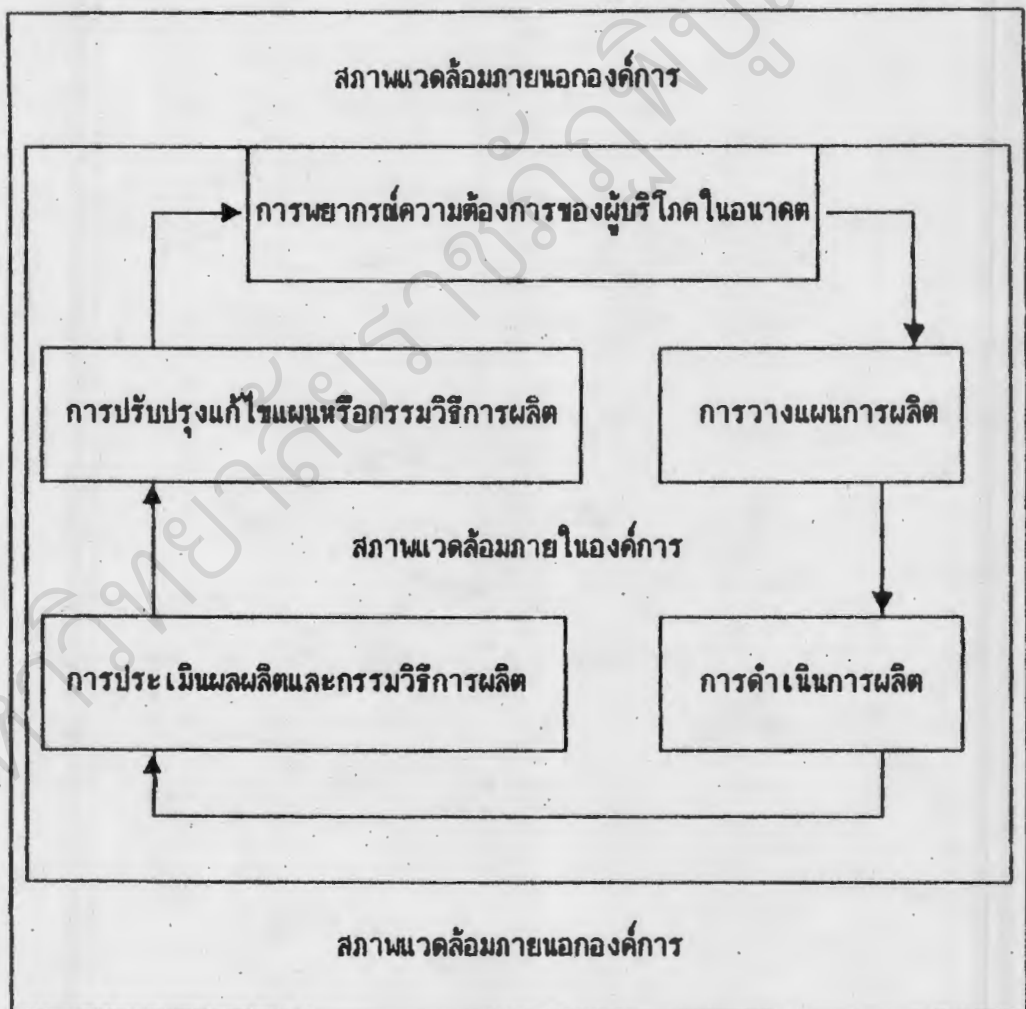 สภาพแวดล้อมภายนอกองค์การ
การพยากรณ์ความต้องการของผู้บริโภคในอนาคต
การปรับปรุงแก้ไขแผนหรือกรรมวิธีการผลิต
การวางแผนการผลิต
สภาพแวดล้อมภายในองค์การ
การประเมินผลผลิตและกรรมวิธีการผลิต
การดำเนินการผลิต
สภาพแวดล้อมภายนอกองค์การ